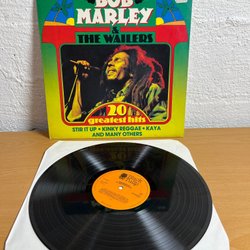 BOB
MARLEY
& THE WAILERS
20
greatest hits
STIR IT UP • KINKY REGGAE • KAYA
AND MANY OTHERS